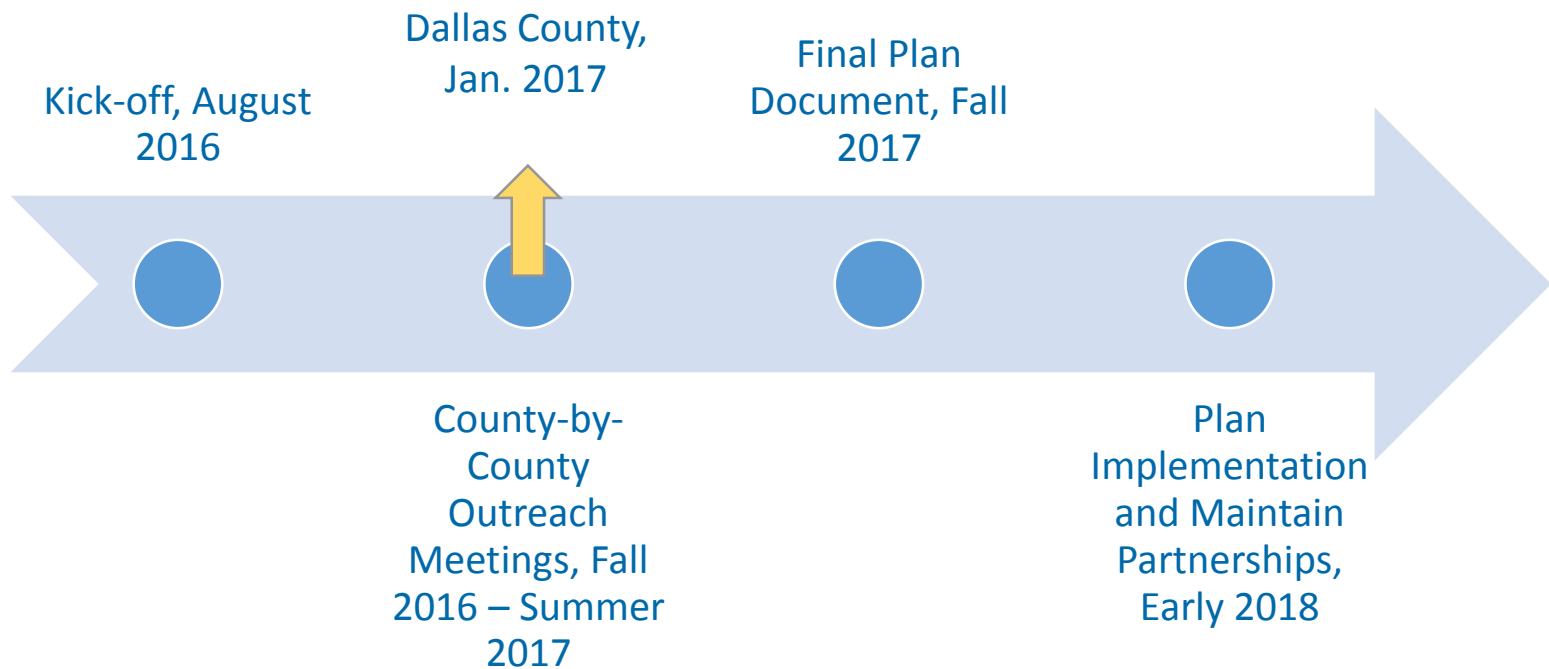 Kick-off, August
2016
Dallas County,
Jan. 2017
Final Plan
Document, Fall
2017
County-by-
County
Outreach
Meetings, Fall
2016 – Summer
2017
Plan
Implementation
and Maintain
Partnerships,
Early 2018